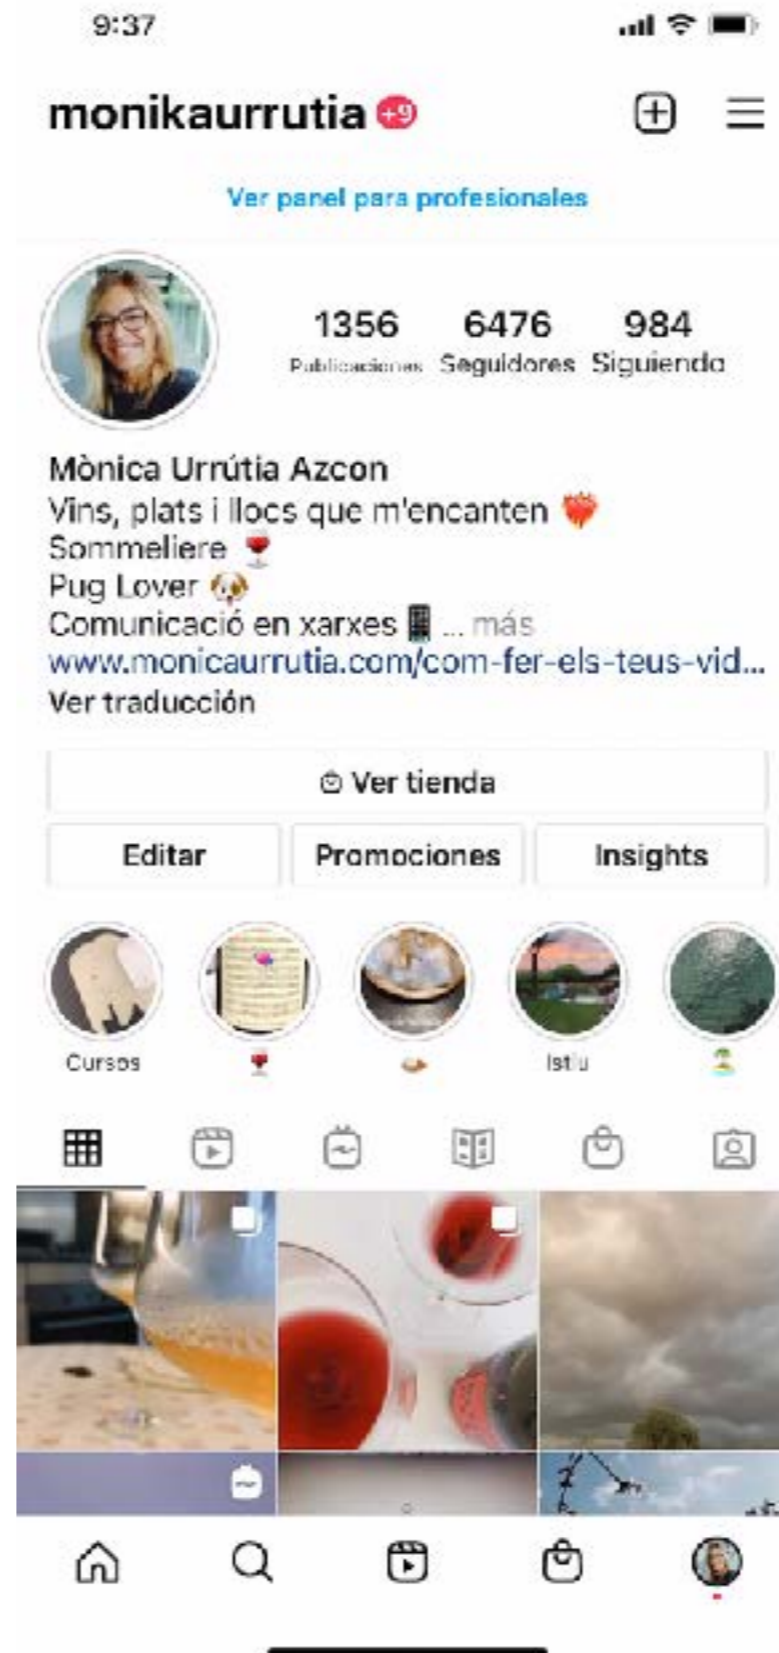 9:37
monikaurrutia +9
Ver panel para profesionales
1356 6476 984
Publicaciones Seguidores Siguiendo
Mònica Urrútia Azcon
Vins, plats i llocs que m'encanten ❤️‍🔥
Sommeliere 🍷
Pug Lover 🐶
Comunicació en xarxes 📱 ... más
www.monicaurrutia.com/com-fer-els-teus-vid...
Ver traducción
Ver tienda
Editar Promociones Insights
Cursos 🍷 🥘 Istiu 🏝️